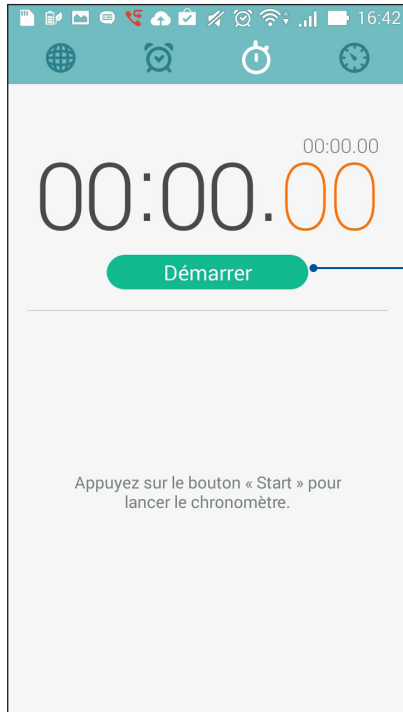 16:42
00:00.00
00:00.00
Démarrer
Appuyez sur le bouton « Start » pour
lancer le chronomètre.